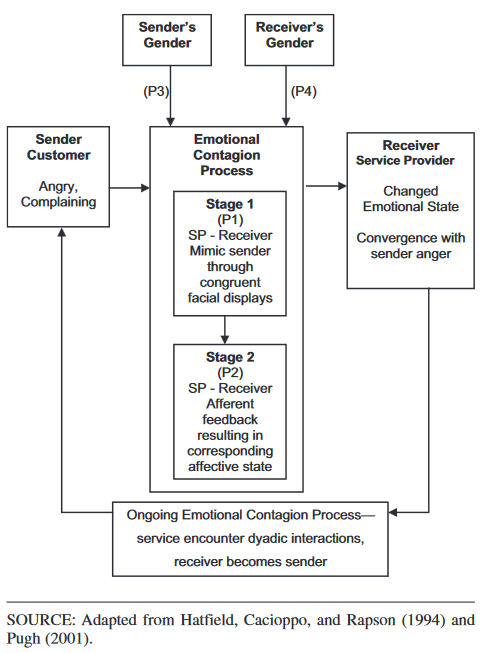 Sender's
Gender
Receiver's
Gender
(P3)
(P4)
Sender
Customer
Angry,
Complaining
Emotional
Contagion
Process
Stage 1
(P1)
SP - Receiver
Mimic sender
through
congruent
facial displays
Stage 2
(P2)
SP - Receiver
Afferent
feedback
resulting in
corresponding
affective state
Receiver
Service Provider
Changed
Emotional State
Convergence with
sender anger
Ongoing Emotional Contagion Process—
service encounter dyadic interactions,
receiver becomes sender
SOURCE: Adapted from Hatfield, Cacioppo, and Rapson (1994) and
Pugh (2001).